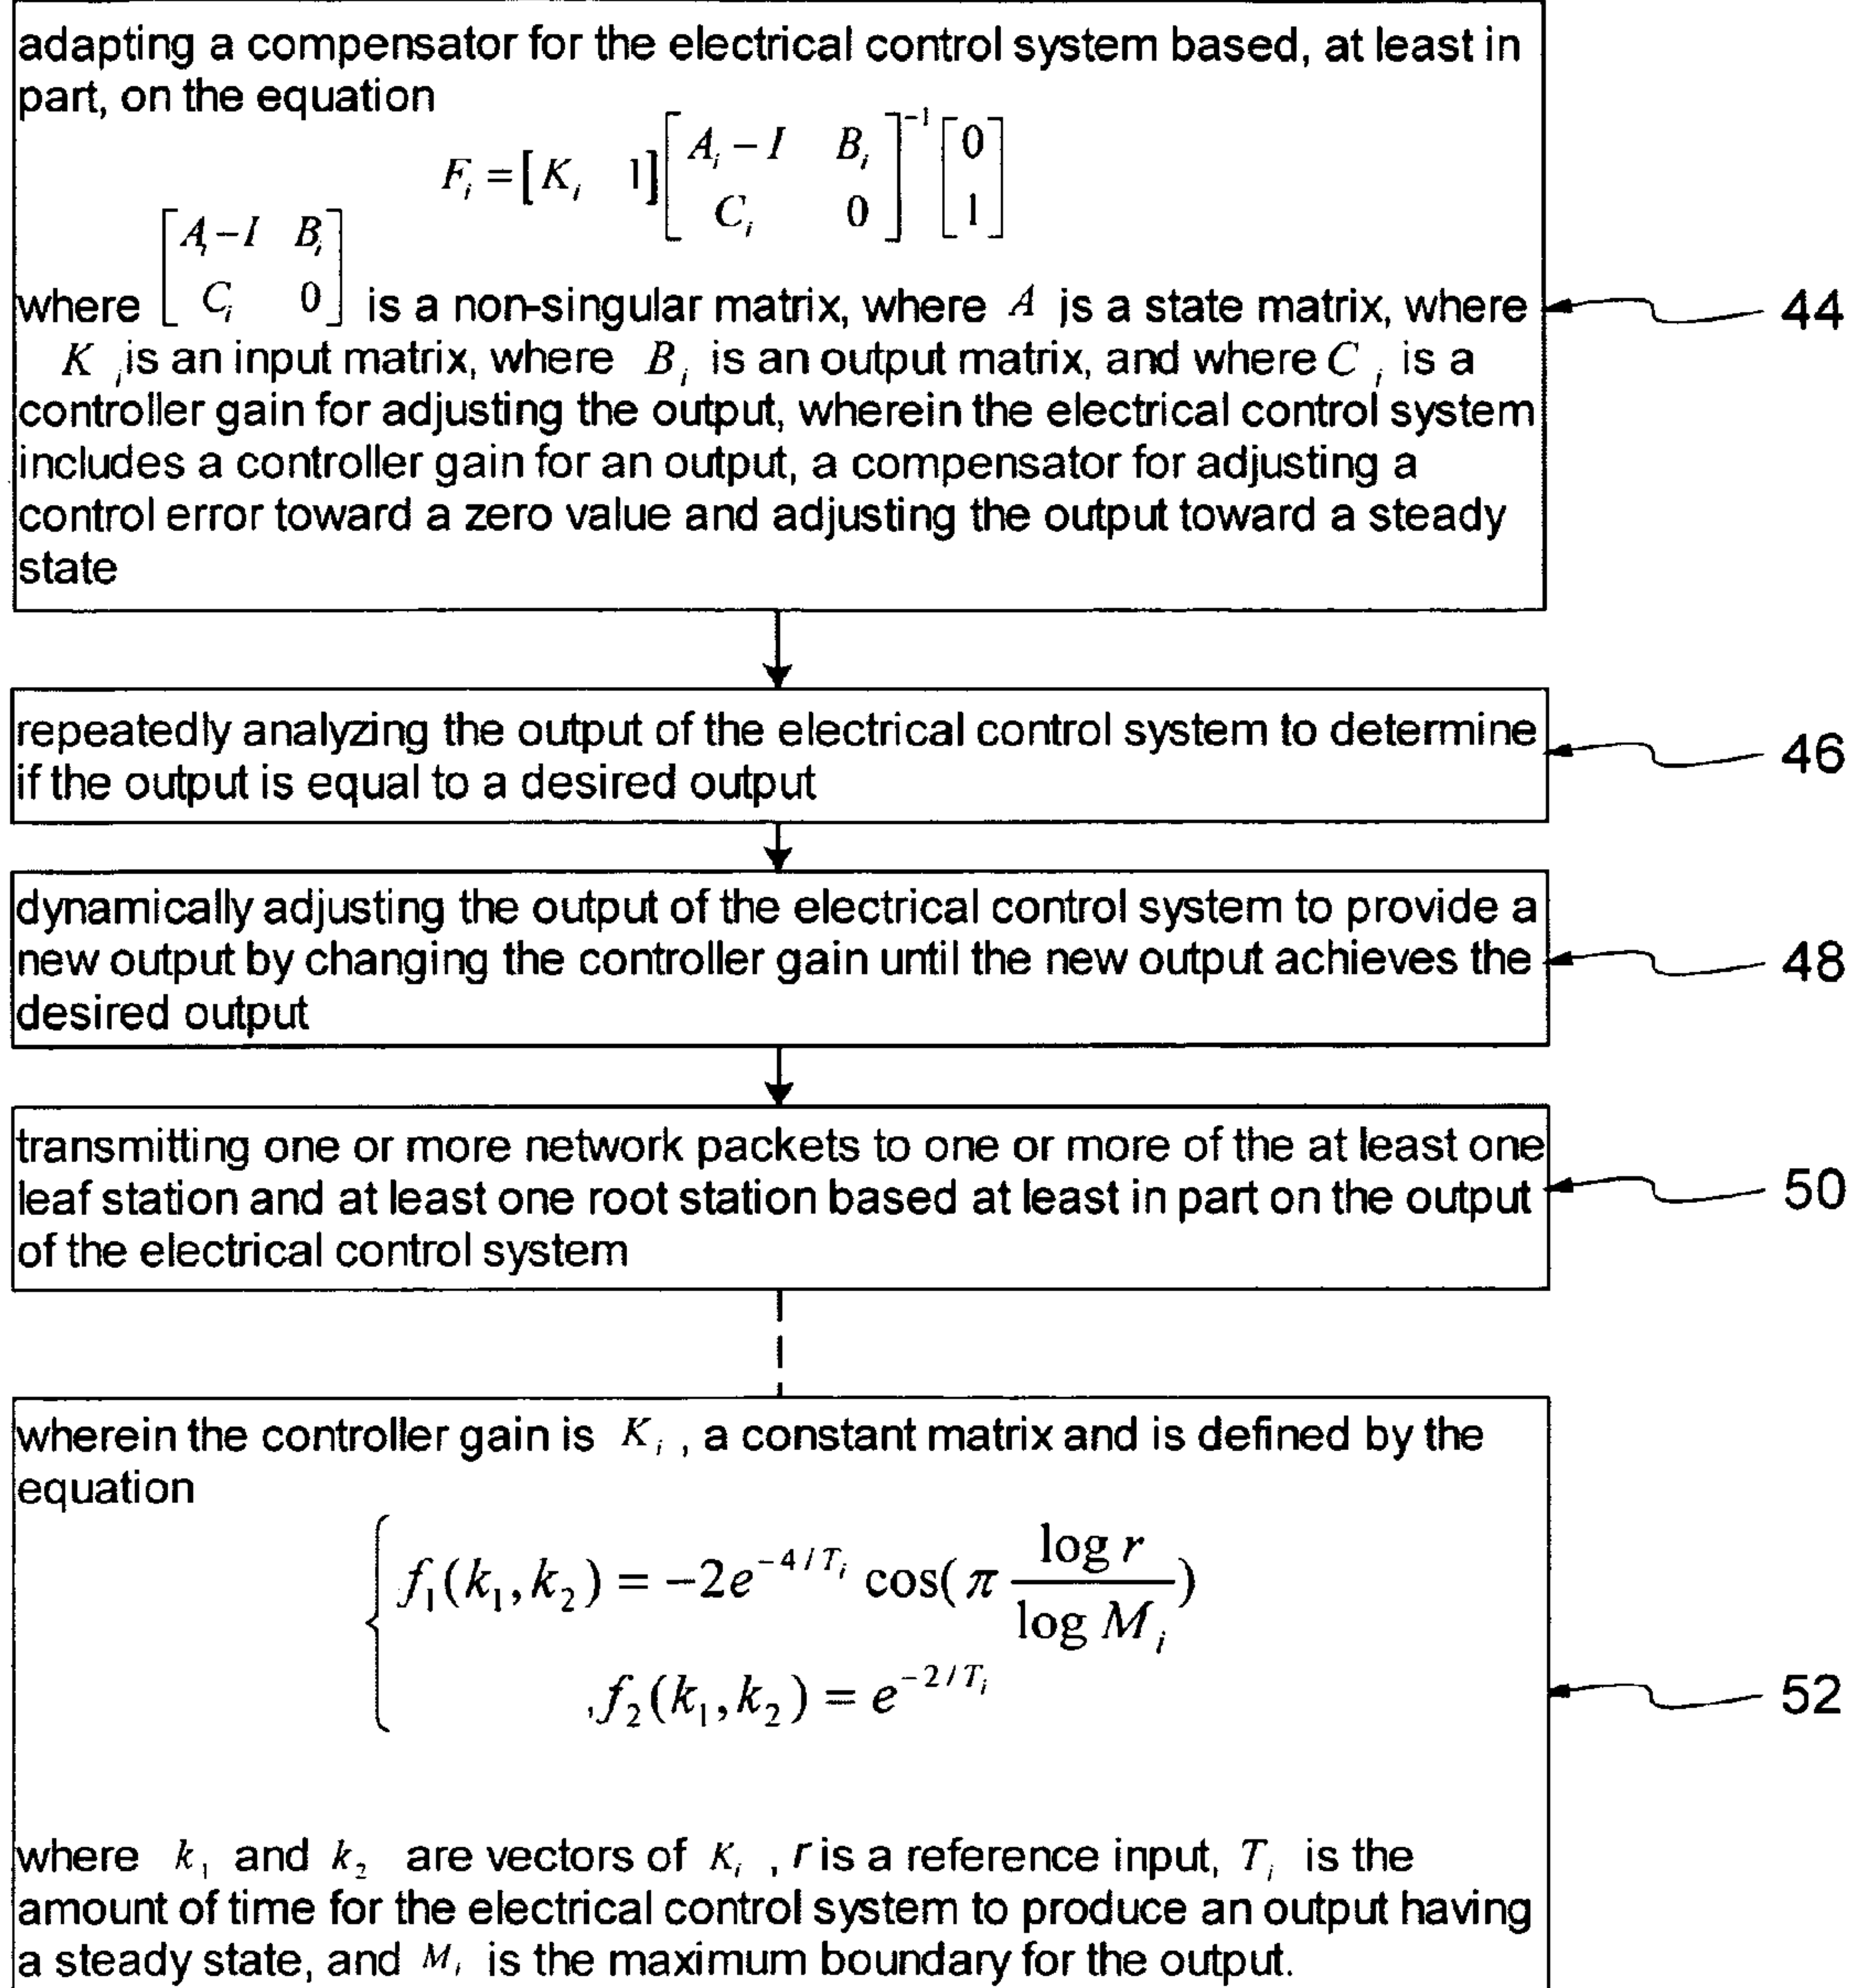 adapting a compensator for the electrical control system based, at least in
part, on the equation
F_i = [K_i 1] [A_i − I B_i; C_i 0]^{-1} [0; 1]
where [A_i − I B_i; C_i 0] is a non-singular matrix, where A_i is a state matrix, where
K_i is an input matrix, where B_i is an output matrix, and where C_i is a
controller gain for adjusting the output, wherein the electrical control system
includes a controller gain for an output, a compensator for adjusting a
control error toward a zero value and adjusting the output toward a steady
state
44
repeatedly analyzing the output of the electrical control system to determine
if the output is equal to a desired output
46
dynamically adjusting the output of the electrical control system to provide a
new output by changing the controller gain until the new output achieves the
desired output
48
transmitting one or more network packets to one or more of the at least one
leaf station and at least one root station based at least in part on the output
of the electrical control system
50
wherein the controller gain is K_i , a constant matrix and is defined by the
equation
f_1(k_1, k_2) = −2e^{−4/T_i} cos(π log r / log M_i)
,f_2(k_1, k_2) = e^{−2/T_i}
52
where k_1 and k_2 are vectors of K_i , r is a reference input, T_i is the
amount of time for the electrical control system to produce an output having
a steady state, and M_i is the maximum boundary for the output.